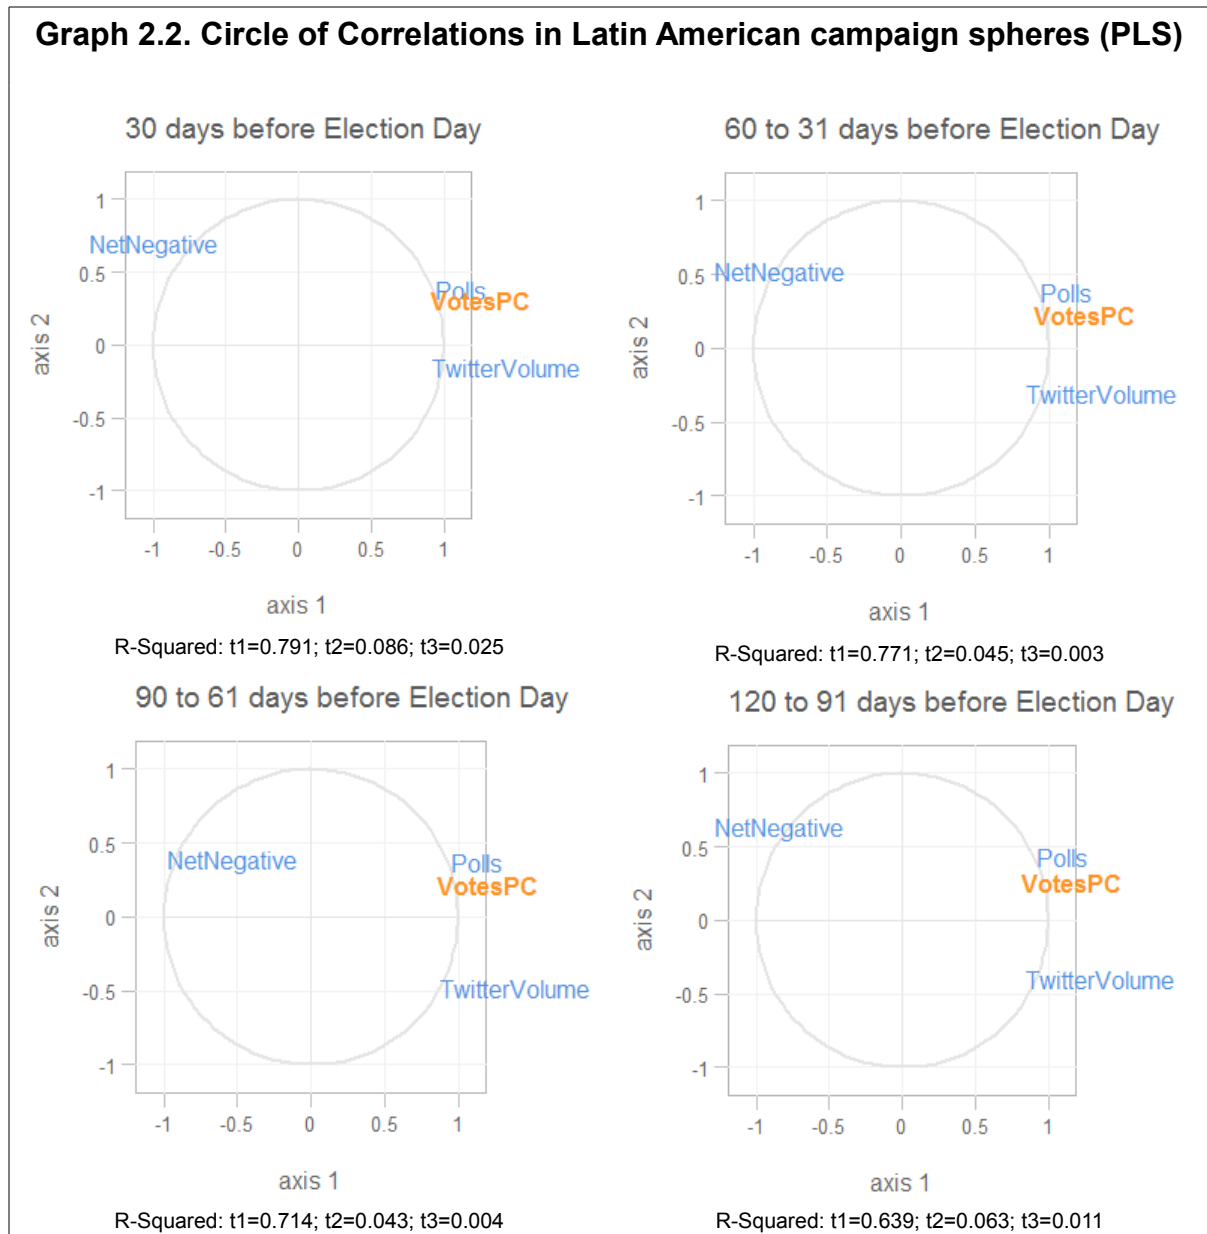 Graph 2.2. Circle of Correlations in Latin American campaign spheres (PLS)
30 days before Election Day
1
0.5
0
-0.5
-1
axis 2
NetNegative
Polls
VotesPC
TwitterVolume
-1 -0.5 0 0.5 1
axis 1
R-Squared: t1=0.791; t2=0.086; t3=0.025
60 to 31 days before Election Day
1
0.5
0
-0.5
-1
axis 2
NetNegative
Polls
VotesPC
TwitterVolume
-1 -0.5 0 0.5 1
axis 1
R-Squared: t1=0.771; t2=0.045; t3=0.003
90 to 61 days before Election Day
1
0.5
0
-0.5
-1
axis 2
NetNegative
Polls
VotesPC
TwitterVolume
-1 -0.5 0 0.5 1
axis 1
R-Squared: t1=0.714; t2=0.043; t3=0.004
120 to 91 days before Election Day
1
0.5
0
-0.5
-1
axis 2
NetNegative
Polls
VotesPC
TwitterVolume
-1 -0.5 0 0.5 1
axis 1
R-Squared: t1=0.639; t2=0.063; t3=0.011